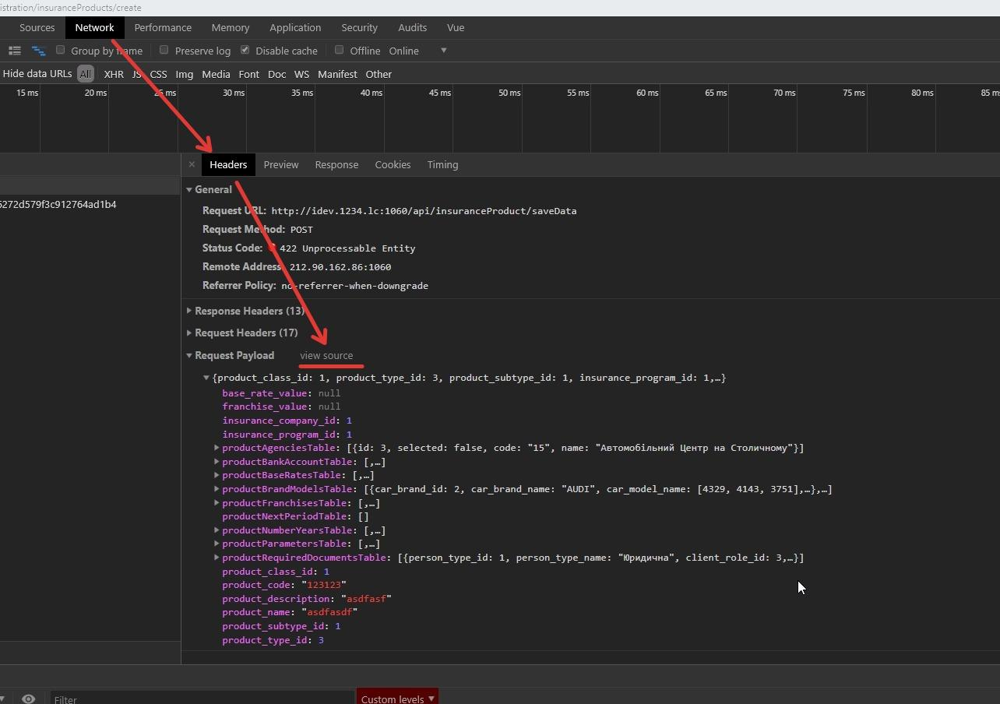 istration/insuranceProducts/create
Sources Network Performance Memory Application Security Audits Vue
Group by frame Preserve log Disable cache Offline Online
Hide data URLs All XHR JS CSS Img Media Font Doc WS Manifest Other
15 ms 20 ms 25 ms 30 ms 35 ms 40 ms 45 ms 50 ms 55 ms 60 ms 65 ms 70 ms 75 ms 80 ms 85 ms
× Headers Preview Response Cookies Timing
General
5272d579f3c912764ad1b4
Request URL: http://idev.1234.lc:1060/api/insuranceProduct/saveData
Request Method: POST
Status Code: 422 Unprocessable Entity
Remote Address: 212.90.162.86:1060
Referrer Policy: no-referrer-when-downgrade
Response Headers (13)
Request Headers (17)
Request Payload view source
{product_class_id: 1, product_type_id: 3, product_subtype_id: 1, insurance_program_id: 1,…}
base_rate_value: null
franchise_value: null
insurance_company_id: 1
insurance_program_id: 1
productAgenciesTable: [{id: 3, selected: false, code: "15", name: "Автомобільний Центр на Столичному"}]
productBankAccountTable: [,…]
productBaseRatesTable: [,…]
productBrandModelsTable: [{car_brand_id: 2, car_brand_name: "AUDI", car_model_name: [4329, 4143, 3751],…},…]
productFranchisesTable: [,…]
productNextPeriodTable: []
productNumberYearsTable: [,…]
productParametersTable: [,…]
productRequiredDocumentsTable: [{person_type_id: 1, person_type_name: "Юридична", client_role_id: 3,…}]
product_class_id: 1
product_code: "123123"
product_description: "asdfasf"
product_name: "asdfasdf"
product_subtype_id: 1
product_type_id: 3
Filter Custom levels